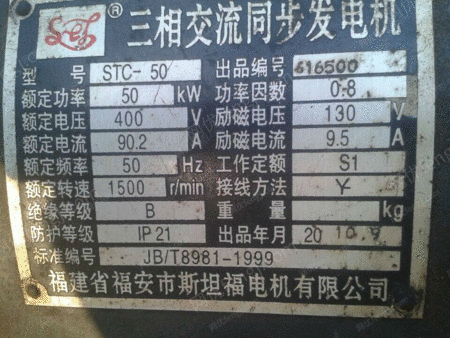 ® 三相交流同步发电机
型 号 STC-50 出品编号 616500
额定功率 50 kW 功率因数 0.8
额定电压 400 V 励磁电压 130 V
额定电流 90.2 A 励磁电流 9.5 A
额定频率 50 Hz 工作定额 S1
额定转速 1500 r/min 接线方法 Y
绝缘等级 B 重 量 kg
防护等级 IP21 出品年月 20 10.9
标准编号 JB/T8981-1999
福建省福安市斯坦福电机有限公司